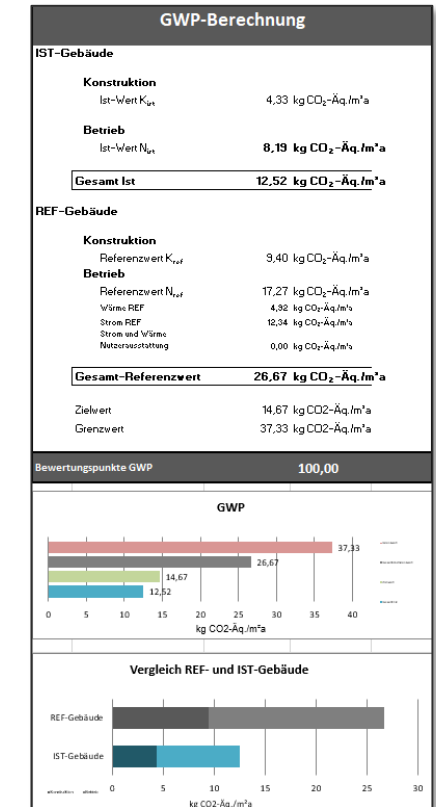 GWP-Berechnung
IST-Gebäude
Konstruktion
Ist-Wert Kist 4,33 kg CO₂-Äq./m²a
Betrieb
Ist-Wert Nist 8,19 kg CO₂-Äq./m²a
Gesamt Ist 12,52 kg CO₂-Äq./m²a
REF-Gebäude
Konstruktion
Referenzwert Kref 9,40 kg CO₂-Äq./m²a
Betrieb
Referenzwert Nref 17,27 kg CO₂-Äq./m²a
Wärme REF 4,92 kg CO₂-Äq./m²a
Strom REF 12,34 kg CO₂-Äq./m²a
Strom und Wärme
Nutzerausstattung 0,00 kg CO₂-Äq./m²a
Gesamt-Referenzwert 26,67 kg CO₂-Äq./m²a
Zielwert 14,67 kg CO2-Äq./m²a
Grenzwert 37,33 kg CO2-Äq./m²a
Bewertungspunkte GWP 100,00
GWP
37,33
26,67
14,67
12,52
0 5 10 15 20 25 30 35 40
kg CO2-Äq./m²a
Vergleich REF- und IST-Gebäude
REF-Gebäude
IST-Gebäude
0 5 10 15 20 25 30
kg CO2-Äq./m²a